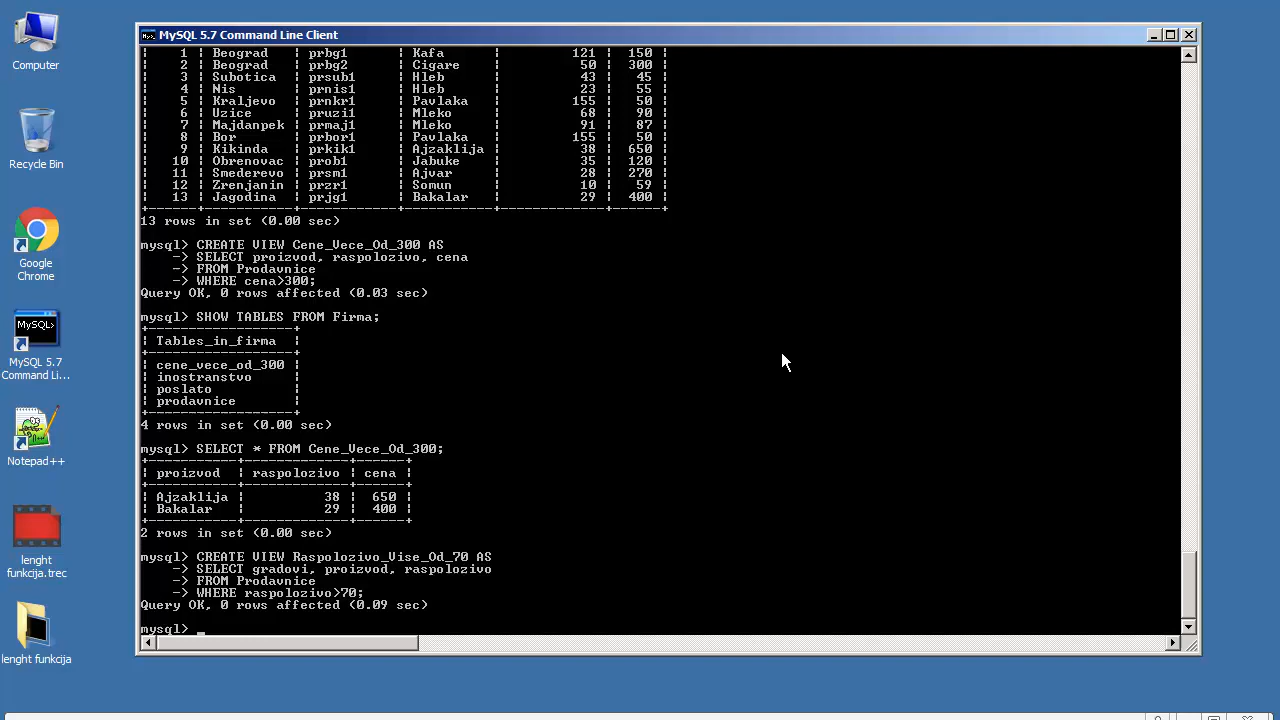 Computer
Recycle Bin
Google
Chrome
MySQL>
MySQL 5.7
Command Li...
Notepad++
lenght
funkcija.trec
lenght funkcija
MySQL 5.7 Command Line Client
| 1 | Beograd | prbg1 | Kafa | 121 | 150 |
| 2 | Beograd | prbg2 | Cigare | 50 | 300 |
| 3 | Subotica | prsub1 | Hleb | 43 | 45 |
| 4 | Nis | prnis1 | Hleb | 23 | 55 |
| 5 | Kraljevo | prnkr1 | Pavlaka | 155 | 50 |
| 6 | Uzice | pruzi1 | Mleko | 68 | 90 |
| 7 | Majdanpek | prmaj1 | Mleko | 91 | 87 |
| 8 | Bor | prbor1 | Pavlaka | 155 | 50 |
| 9 | Kikinda | prkik1 | Ajzaklija | 38 | 650 |
| 10 | Obrenovac | prob1 | Jabuke | 35 | 120 |
| 11 | Smederevo | prsm1 | Ajvar | 28 | 270 |
| 12 | Zrenjanin | przr1 | Somun | 10 | 59 |
| 13 | Jagodina | prjg1 | Bakalar | 29 | 400 |
13 rows in set (0.00 sec)
mysql> CREATE VIEW Cene_Vece_Od_300 AS
-> SELECT proizvod, raspolozivo, cena
-> FROM Prodavnice
-> WHERE cena>300;
Query OK, 0 rows affected (0.03 sec)
mysql> SHOW TABLES FROM Firma;
| Tables_in_firma |
| cene_vece_od_300 |
| inostranstvo |
| poslato |
| prodavnice |
4 rows in set (0.00 sec)
mysql> SELECT * FROM Cene_Vece_Od_300;
| proizvod | raspolozivo | cena |
| Ajzaklija | 38 | 650 |
| Bakalar | 29 | 400 |
2 rows in set (0.00 sec)
mysql> CREATE VIEW Raspolozivo_Vise_Od_70 AS
-> SELECT gradovi, proizvod, raspolozivo
-> FROM Prodavnice
-> WHERE raspolozivo>70;
Query OK, 0 rows affected (0.09 sec)
mysql> _